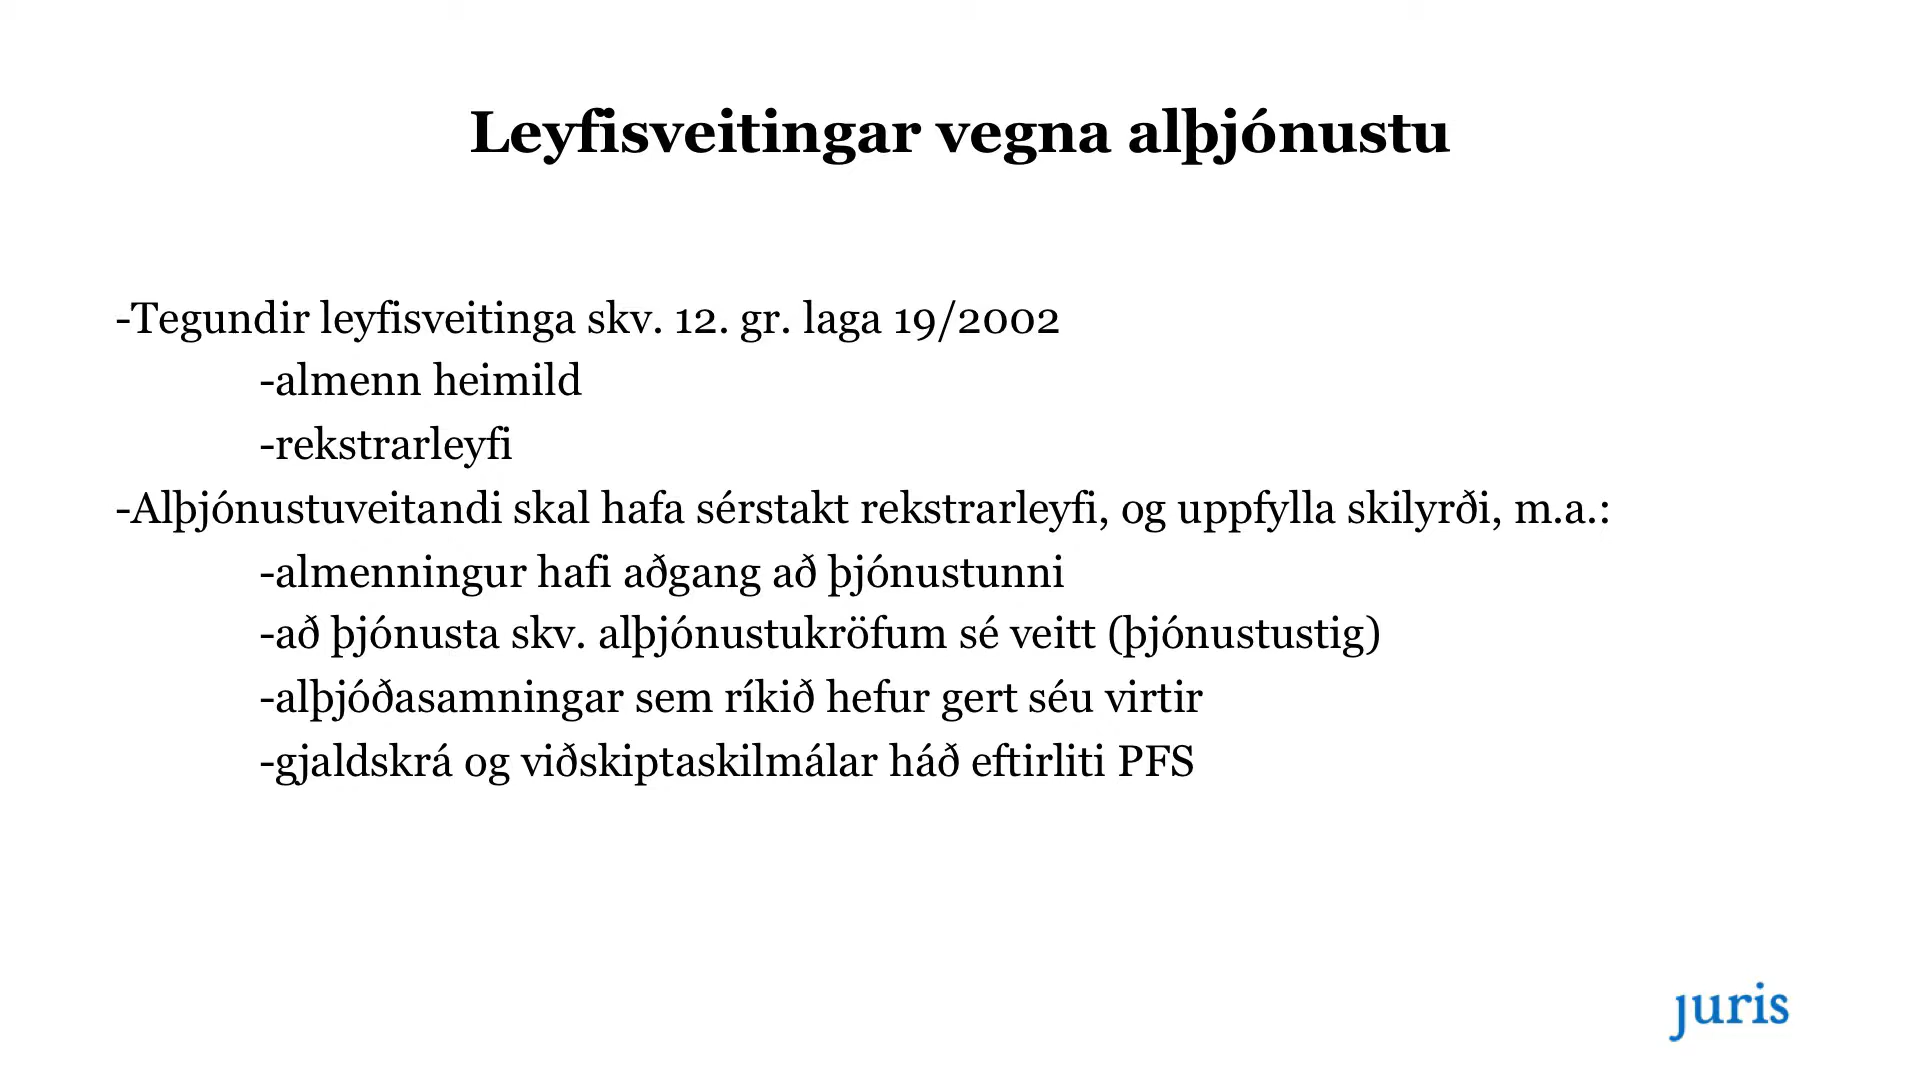 Leyfisveitingar vegna alþjónustu
-Tegundir leyfisveitinga skv. 12. gr. laga 19/2002
-almenn heimild
-rekstrarleyfi
-Alþjónustuveitandi skal hafa sérstakt rekstrarleyfi, og uppfylla skilyrði, m.a.:
-almenningur hafi aðgang að þjónustunni
-að þjónusta skv. alþjónustukröfum sé veitt (þjónustustig)
-alþjóðasamningar sem ríkið hefur gert séu virtir
-gjaldskrá og viðskiptaskilmálar háð eftirliti PFS
juris